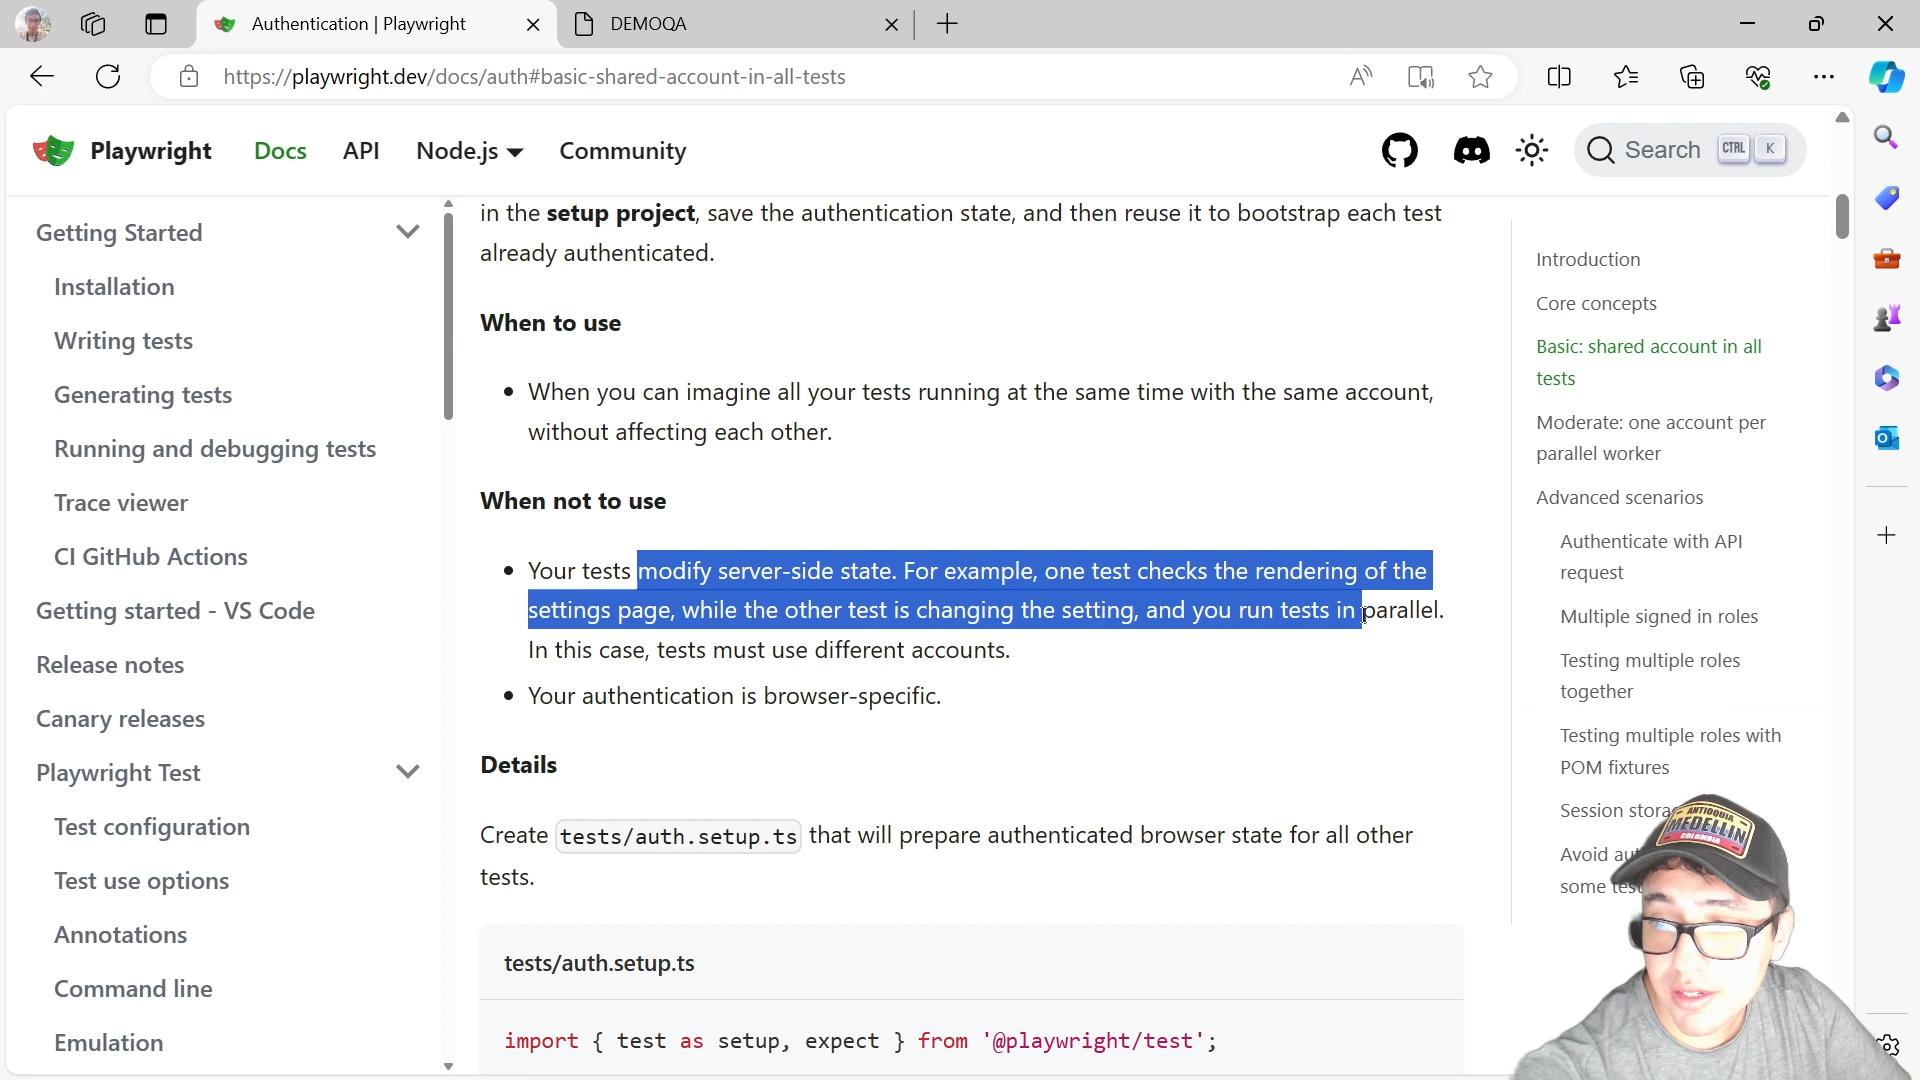 Authentication | Playwright
DEMOQA
https://playwright.dev/docs/auth#basic-shared-account-in-all-tests
Playwright
Docs
API
Node.js
Community
Search
CTRL
K
Getting Started
Installation
Writing tests
Generating tests
Running and debugging tests
Trace viewer
CI GitHub Actions
Getting started - VS Code
Release notes
Canary releases
Playwright Test
Test configuration
Test use options
Annotations
Command line
Emulation
in the setup project, save the authentication state, and then reuse it to bootstrap each test
already authenticated.
When to use
When you can imagine all your tests running at the same time with the same account,
without affecting each other.
When not to use
Your tests modify server-side state. For example, one test checks the rendering of the
settings page, while the other test is changing the setting, and you run tests in parallel.
In this case, tests must use different accounts.
Your authentication is browser-specific.
Details
Create tests/auth.setup.ts that will prepare authenticated browser state for all other
tests.
tests/auth.setup.ts
import { test as setup, expect } from '@playwright/test';
Introduction
Core concepts
Basic: shared account in all
tests
Moderate: one account per
parallel worker
Advanced scenarios
Authenticate with API
request
Multiple signed in roles
Testing multiple roles
together
Testing multiple roles with
POM fixtures
Session
Avoid
some
ANTIOQUIA
MEDELLIN
COLOMBIA